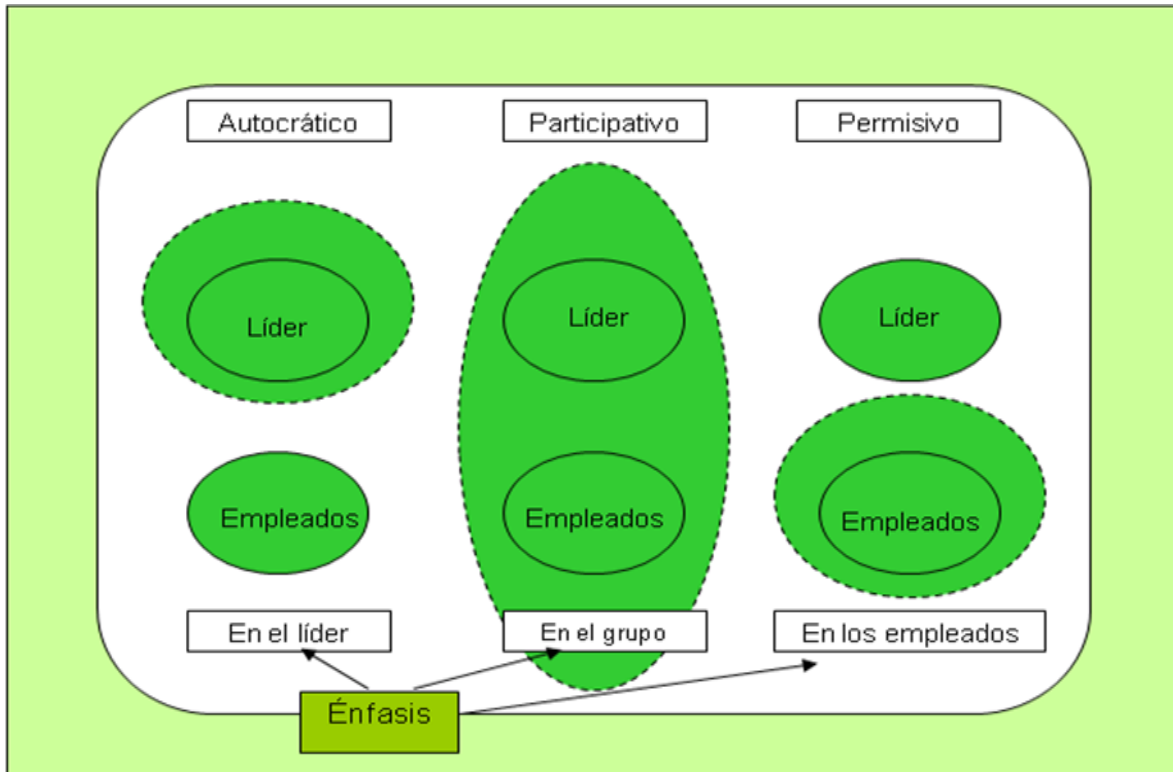 Autocrático
Participativo
Permisivo
Líder
Líder
Líder
Empleados
Empleados
Empleados
En el líder
En el grupo
En los empleados
Énfasis